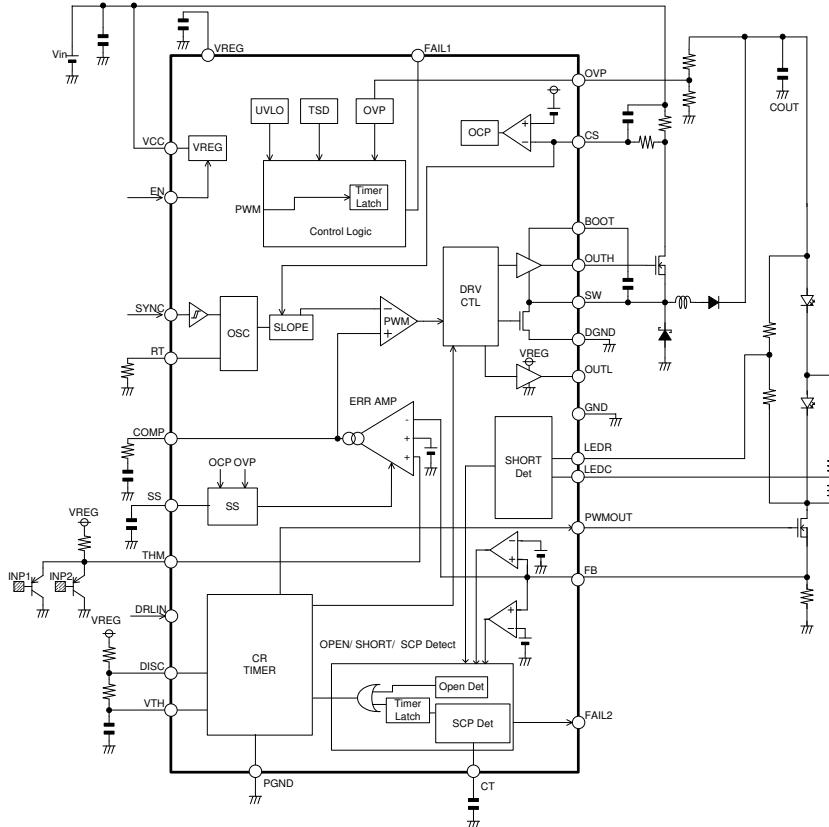 VREG
FAIL1
Vin
OVP
COUT
UVLO
TSD
OVP
OCP
+
−
CS
VCC
VREG
EN
Timer
Latch
PWM
Control Logic
BOOT
OUTH
DRV
CTL
SW
SYNC
OSC
SLOPE
−
PWM
+
DGND
VREG
RT
OUTL
ERR AMP
GND
COMP
-
+
+
SHORT
Det
LEDR
LEDC
OCP OVP
SS
SS
VREG
PWMOUT
THM
−
+
FB
INP1
INP2
DRLIN
+
−
VREG
OPEN/ SHORT/ SCP Detect
CR
TIMER
DISC
Open Det
Timer
Latch
SCP Det
VTH
FAIL2
PGND
CT